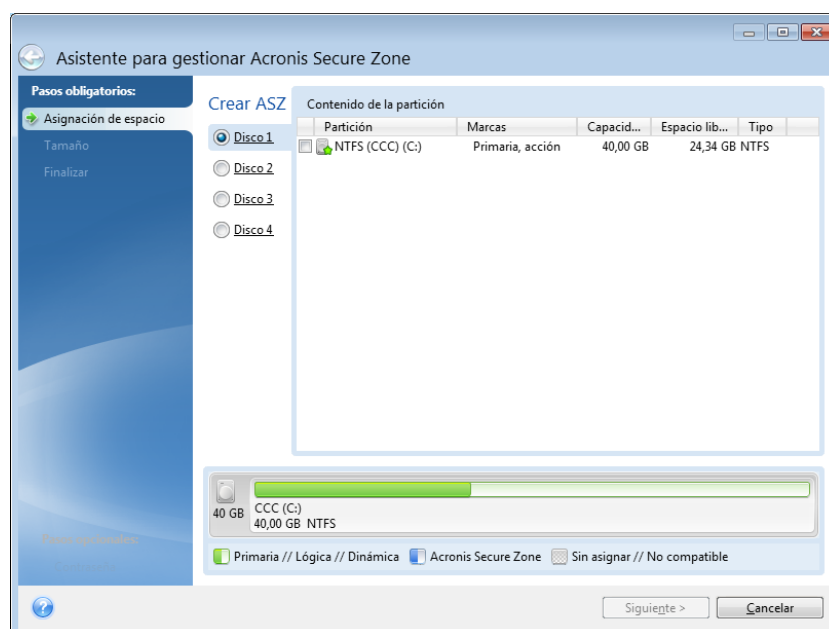 Asistente para gestionar Acronis Secure Zone
Pasos obligatorios:
Asignación de espacio
Tamaño
Finalizar
Crear ASZ
Disco 1
Disco 2
Disco 3
Disco 4
Contenido de la partición
Partición Marcas Capacid... Espacio lib... Tipo
NTFS (CCC) (C:) Primaria, acción 40,00 GB 24,34 GB NTFS
40 GB
CCC (C:)
40,00 GB NTFS
Primaria // Lógica // Dinámica Acronis Secure Zone Sin asignar // No compatible
Siguiente > Cancelar